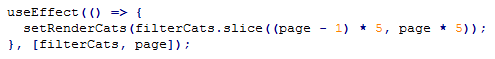 useEffect(() => {
  setRenderCats(filterCats.slice((page - 1) * 5, page * 5));
}, [filterCats, page]);